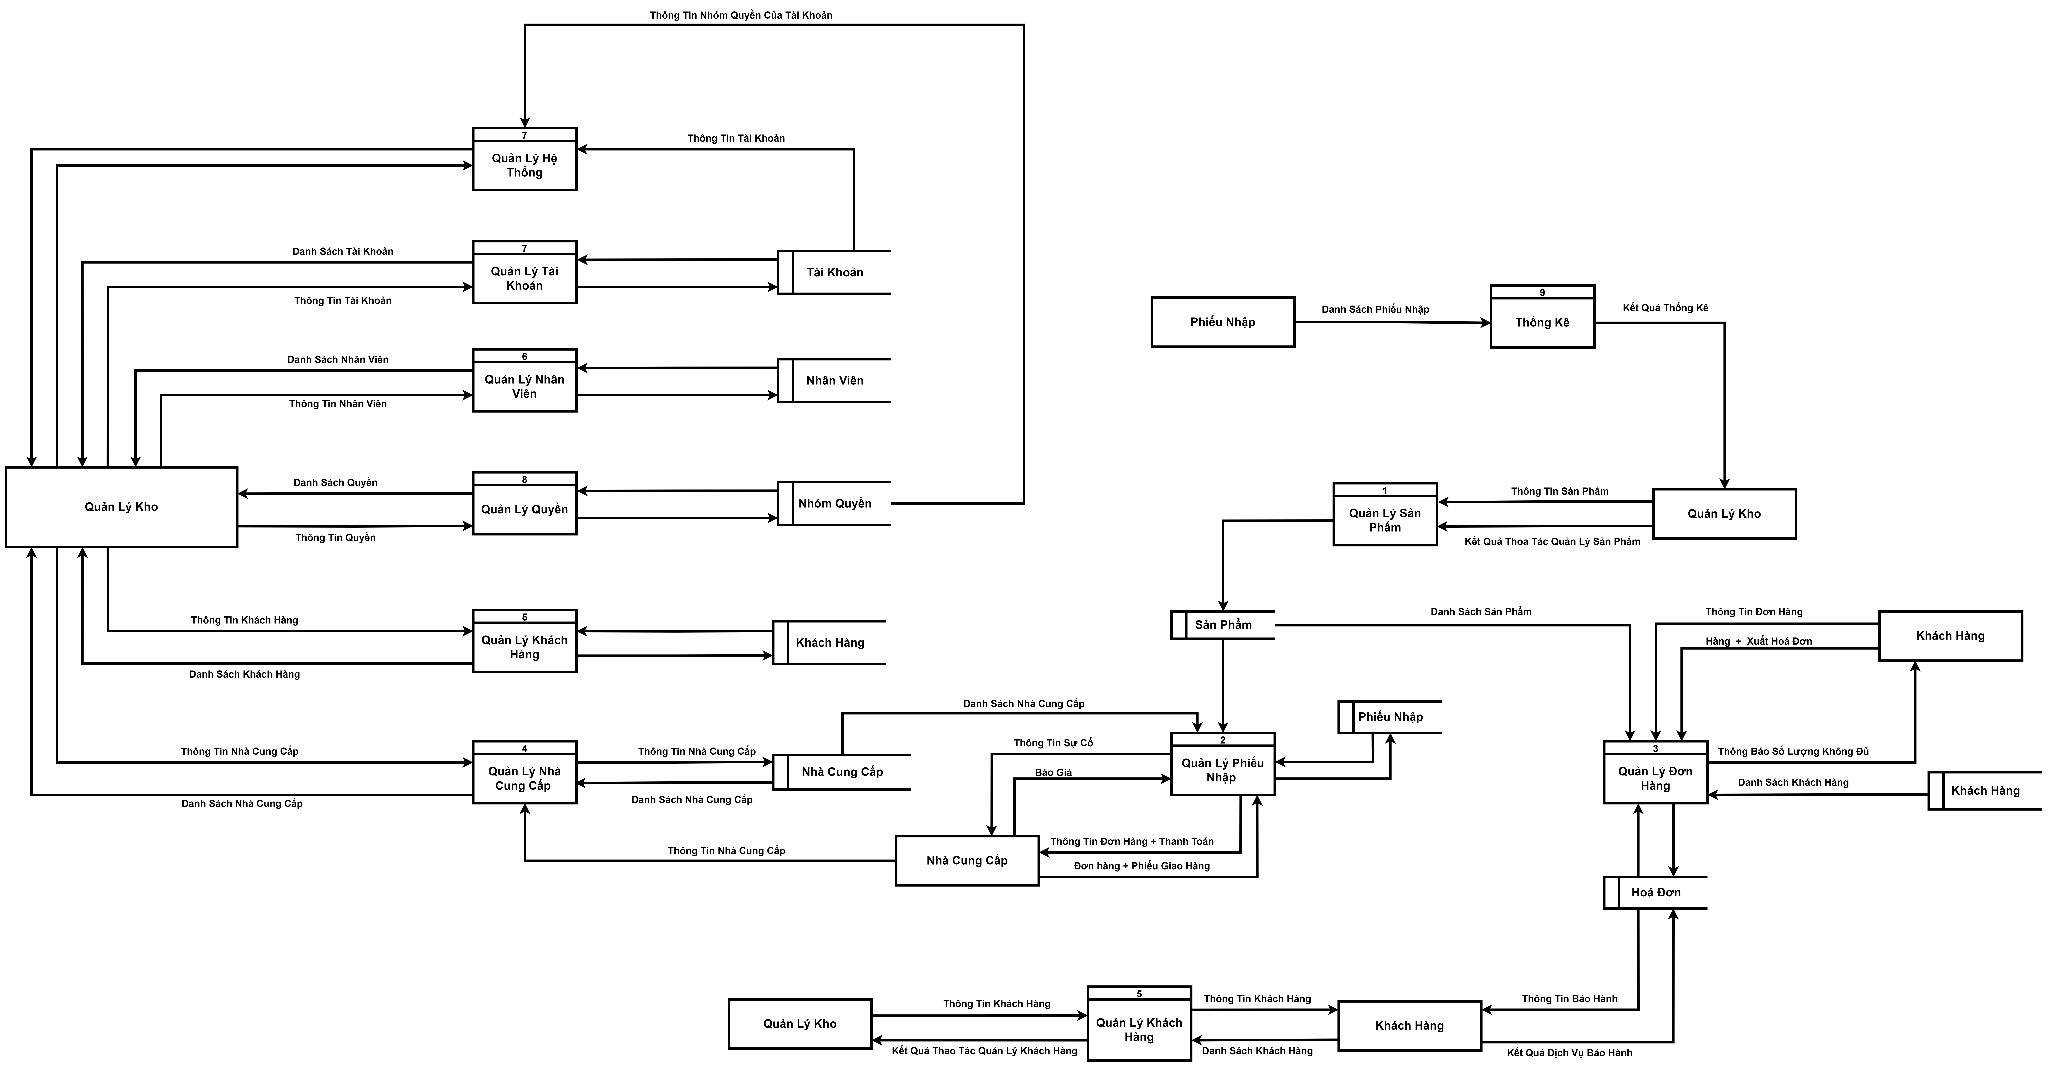 Thông Tin Nhóm Quyền Của Tài Khoản
7
Quản Lý Hệ
Thống
Thông Tin Tài Khoản
Danh Sách Tài Khoản
7
Quản Lý Tài
Khoản
Thông Tin Tài Khoản
Tài Khoản
Danh Sách Nhân Viên
6
Quản Lý Nhân
Viên
Thông Tin Nhân Viên
Nhân Viên
Quản Lý Kho
Danh Sách Quyền
8
Quản Lý Quyền
Thông Tin Quyền
Nhóm Quyền
Thông Tin Khách Hàng
5
Quản Lý Khách
Hàng
Danh Sách Khách Hàng
Khách Hàng
Thông Tin Nhà Cung Cấp
4
Quản Lý Nhà
Cung Cấp
Danh Sách Nhà Cung Cấp
Thông Tin Nhà Cung Cấp
Danh Sách Nhà Cung Cấp
Nhà Cung Cấp
Danh Sách Nhà Cung Cấp
Thông Tin Nhà Cung Cấp
Nhà Cung Cấp
Thông Tin Sự Cố
Báo Giá
Thông Tin Đơn Hàng + Thanh Toán
Đơn hàng + Phiếu Giao Hàng
2
Quản Lý Phiếu
Nhập
Phiếu Nhập
Phiếu Nhập
Danh Sách Phiếu Nhập
9
Thống Kê
Kết Quả Thống Kê
1
Quản Lý Sản
Phẩm
Thông Tin Sản Phẩm
Kết Quả Thoa Tác Quản Lý Sản Phẩm
Quản Lý Kho
Sản Phẩm
Danh Sách Sản Phẩm
Thông Tin Đơn Hàng
Hàng + Xuất Hoá Đơn
Khách Hàng
3
Quản Lý Đơn
Hàng
Thông Báo Số Lượng Không Đủ
Danh Sách Khách Hàng
Khách Hàng
Hoá Đơn
Quản Lý Kho
Thông Tin Khách Hàng
Kết Quả Thao Tác Quản Lý Khách Hàng
5
Quản Lý Khách
Hàng
Thông Tin Khách Hàng
Danh Sách Khách Hàng
Khách Hàng
Thông Tin Bảo Hành
Kết Quả Dịch Vụ Bảo Hành